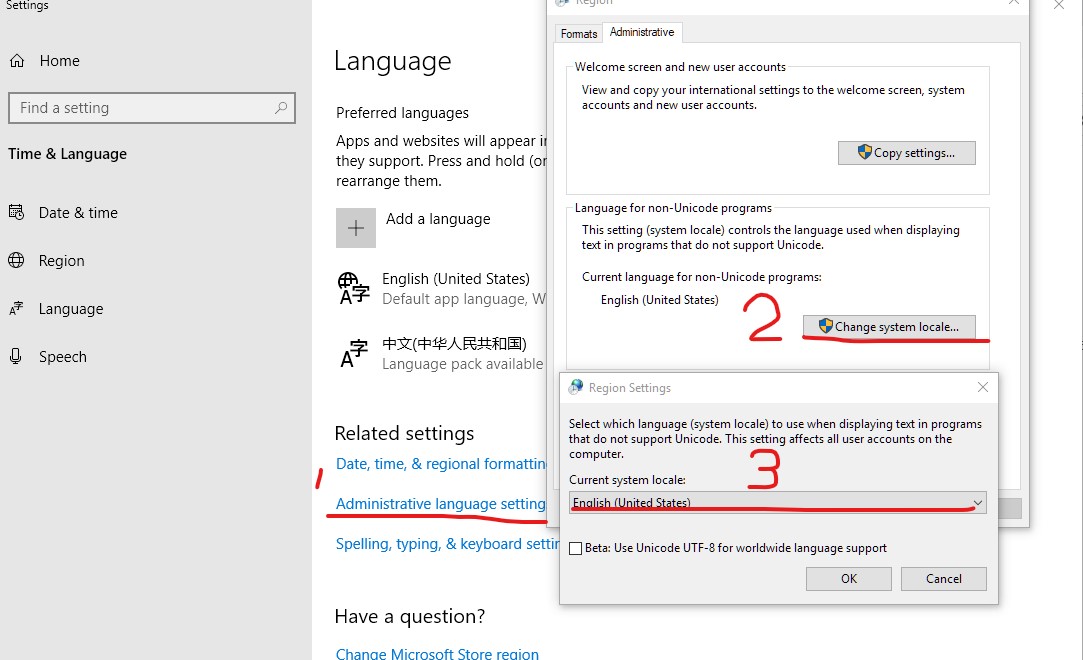 Settings
Home
Find a setting
Time & Language
Date & time
Region
Language
Speech
Language
Preferred languages
Apps and websites will appear in
they support. Press and hold (or
rearrange them.
Add a language
English (United States)
Default app language, W
中文(中华人民共和国)
Language pack available
Related settings
Date, time, & regional formattin
1
Administrative language setting
Spelling, typing, & keyboard settin
Have a question?
Change Microsoft Store region
Region
Formats
Administrative
Welcome screen and new user accounts
View and copy your international settings to the welcome screen, system
accounts and new user accounts.
Copy settings...
Language for non-Unicode programs
This setting (system locale) controls the language used when displaying
text in programs that do not support Unicode.
Current language for non-Unicode programs:
English (United States)
2
Change system locale...
Region Settings
Select which language (system locale) to use when displaying text in programs
that do not support Unicode. This setting affects all user accounts on the
computer.
3
Current system locale:
English (United States)
Beta: Use Unicode UTF-8 for worldwide language support
OK
Cancel